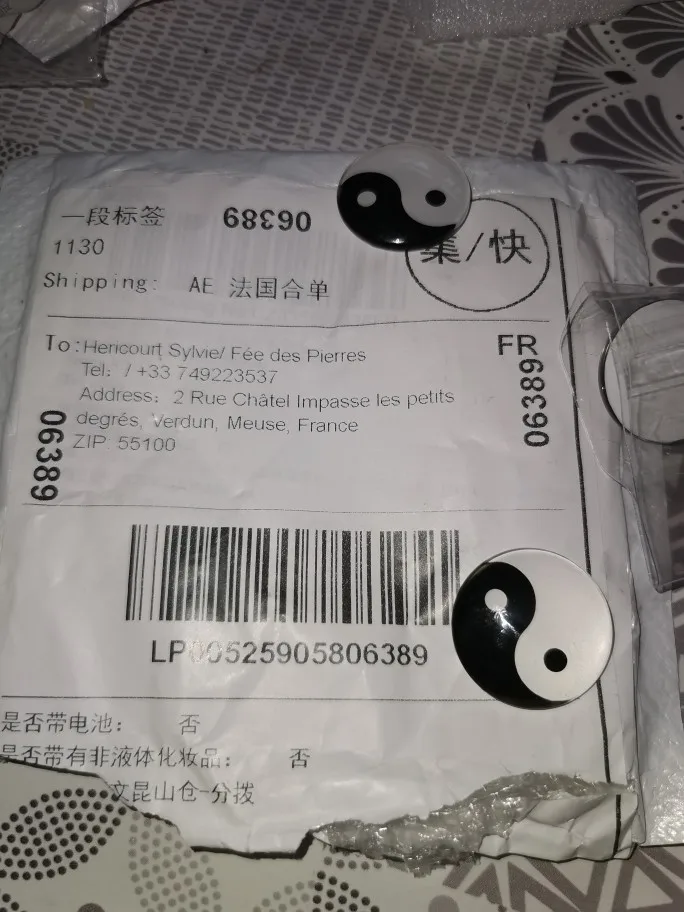 一段标签
06389
1130
集/快
Shipping: AE 法国合单
To:Hericourt Sylvie/ Fée des Pierres
FR
Tel: / +33 749223537
Address: 2 Rue Châtel Impasse les petits
degrés, Verdun, Meuse, France
ZIP: 55100
06389
06389
LP00525905806389
是否带电池: 否
是否带有非液体化妆品: 否
文昆山仓-分拨